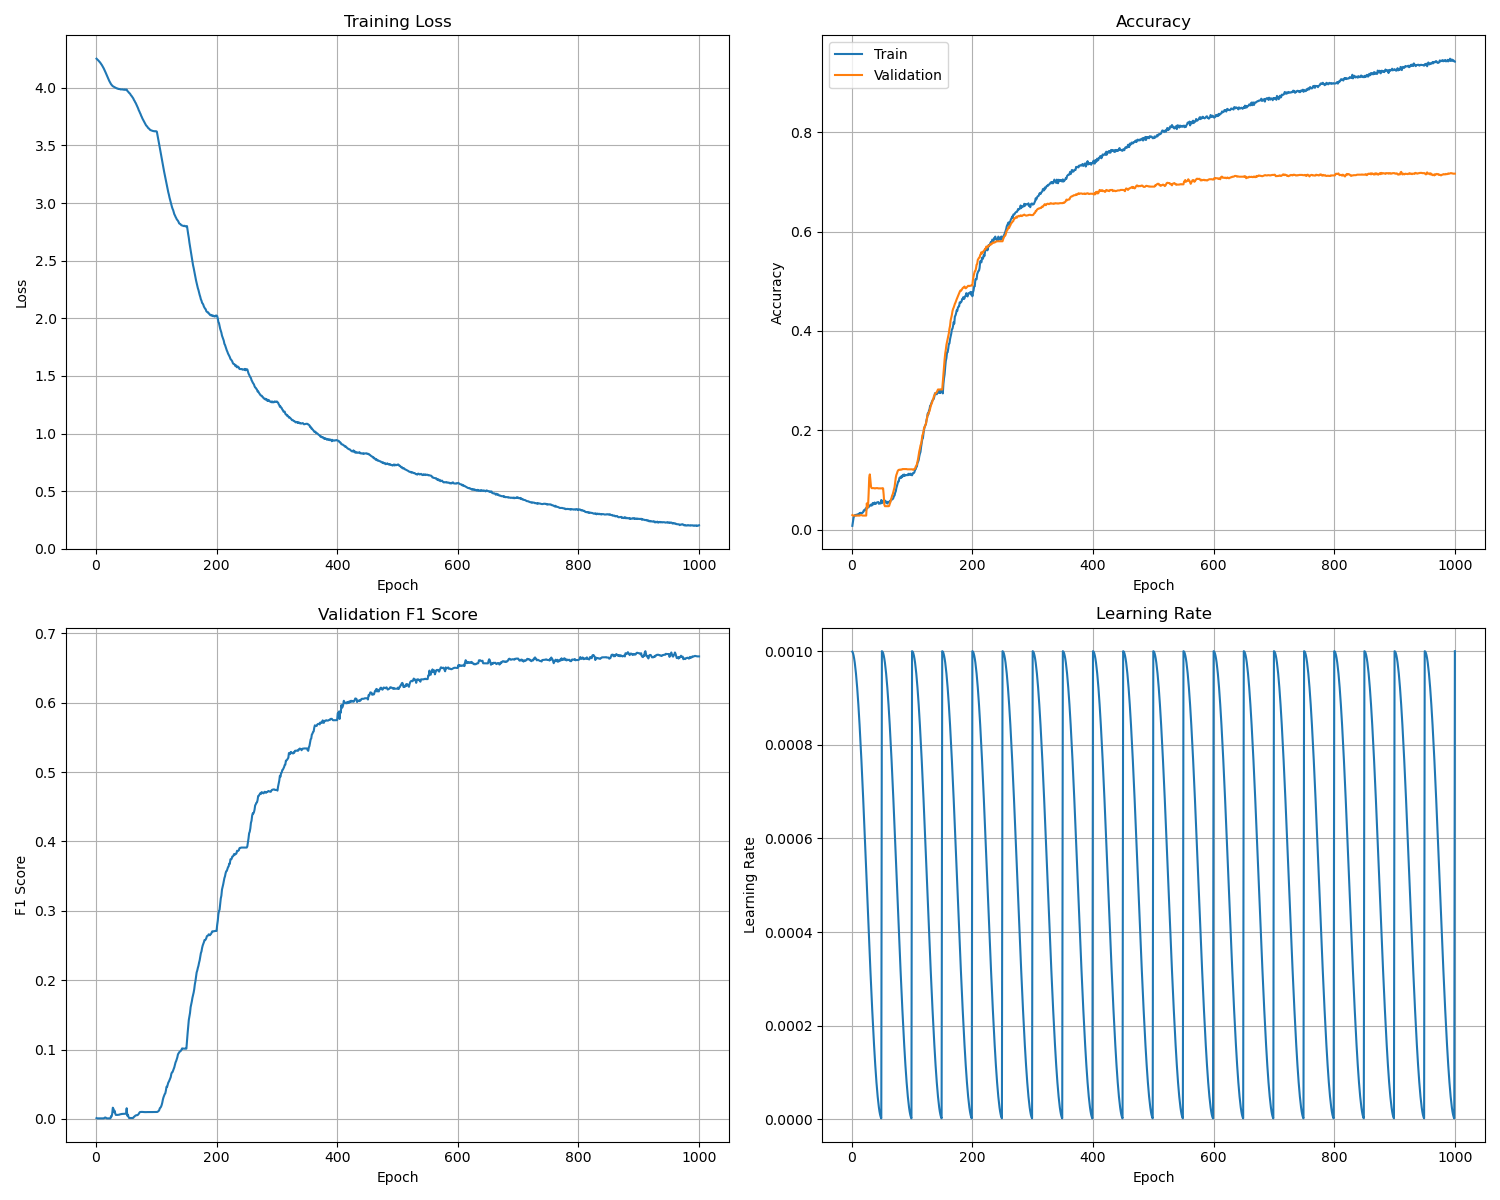 Training Loss
4.0
3.5
3.0
2.5
2.0
1.5
1.0
0.5
0.0
Loss
0 200 400 600 800 1000
Epoch
Accuracy
Train
Validation
0.8
0.6
0.4
0.2
0.0
Accuracy
0 200 400 600 800 1000
Epoch
Validation F1 Score
0.7
0.6
0.5
0.4
0.3
0.2
0.1
0.0
F1 Score
0 200 400 600 800 1000
Epoch
Learning Rate
0.0010
0.0008
0.0006
0.0004
0.0002
0.0000
Learning Rate
0 200 400 600 800 1000
Epoch